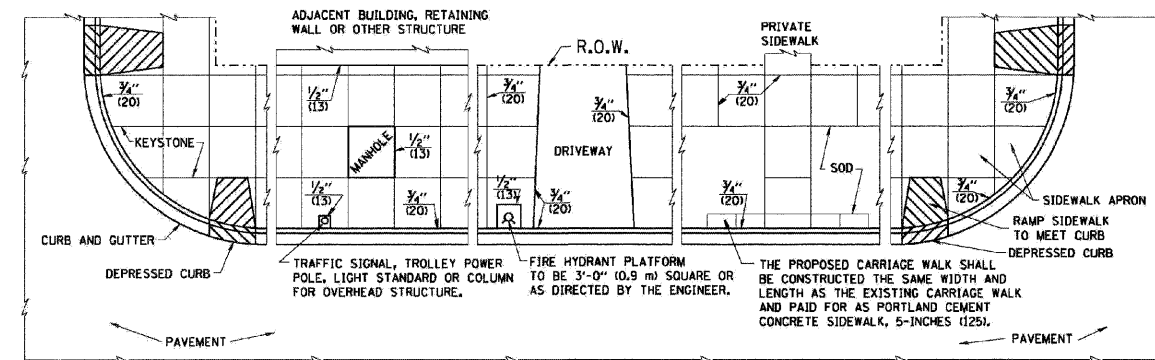 ADJACENT BUILDING, RETAINING
WALL OR OTHER STRUCTURE
R.O.W.
PRIVATE
SIDEWALK
3/4"
(20)
1/2"
(13)
3/4"
(20)
3/4"
(20)
3/4"
(20)
3/4"
(20)
KEYSTONE
MANHOLE
1/2"
(13)
DRIVEWAY
SOD
1/2"
(13)
3/4"
(20)
1/2"
(13)
3/4"
(20)
3/4"
(20)
3/4"
(20)
SIDEWALK APRON
RAMP SIDEWALK
TO MEET CURB
DEPRESSED CURB
CURB AND GUTTER
DEPRESSED CURB
TRAFFIC SIGNAL, TROLLEY POWER
POLE, LIGHT STANDARD OR COLUMN
FOR OVERHEAD STRUCTURE.
FIRE HYDRANT PLATFORM
TO BE 3'-0" (0.9 m) SQUARE OR
AS DIRECTED BY THE ENGINEER.
THE PROPOSED CARRIAGE WALK SHALL
BE CONSTRUCTED THE SAME WIDTH AND
LENGTH AS THE EXISTING CARRIAGE WALK
AND PAID FOR AS PORTLAND CEMENT
CONCRETE SIDEWALK, 5-INCHES (125).
PAVEMENT
PAVEMENT